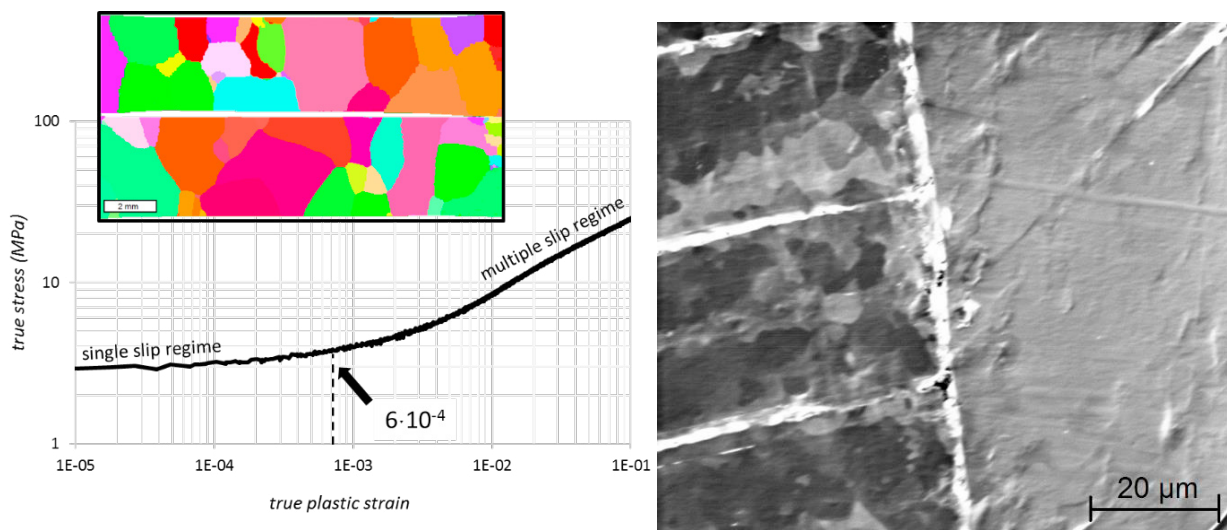 2 mm
100
10
1
true stress (MPa)
single slip regime
multiple slip regime
6·10⁻⁴
1E-05 1E-04 1E-03 1E-02 1E-01
true plastic strain
20 µm